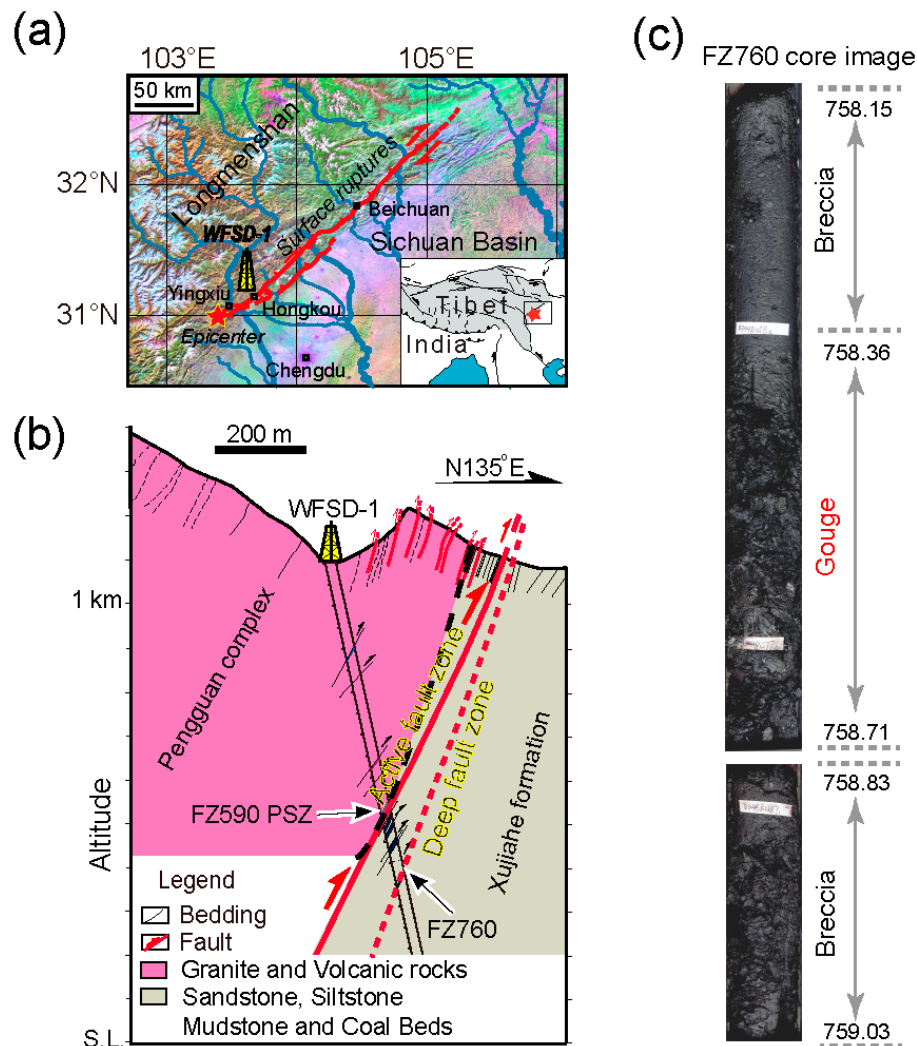 (a)
103°E
105°E
50 km
32°N
31°N
Longmenshan
Surface ruptures
WFSD-1
Beichuan
Sichuan Basin
Yingxiu
Hongkou
Epicenter
Chengdu
Tibet
India
(b)
200 m
N135°E
WFSD-1
1 km
Altitude
S.L.
Pengguan complex
Active fault zone
Deep fault zone
Xujiahe formation
FZ590 PSZ
FZ760
Legend
Bedding
Fault
Granite and Volcanic rocks
Sandstone, Siltstone
Mudstone and Coal Beds
(c)
FZ760 core image
758.15
Breccia
758.36
Gouge
758.71
758.83
Breccia
759.03